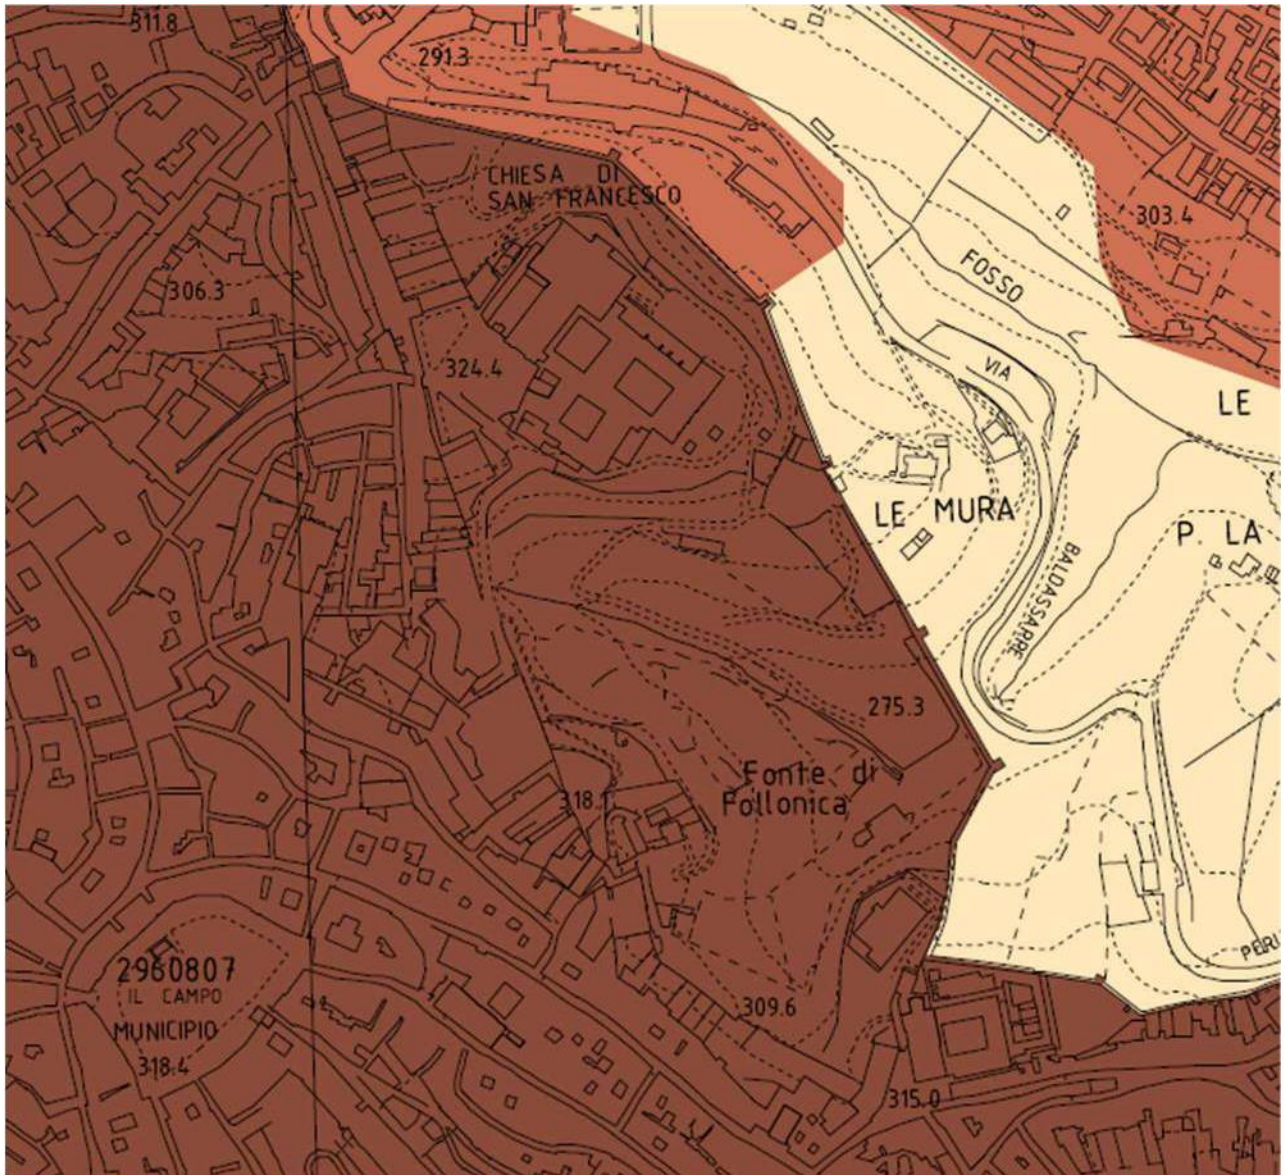 311.8
291.3
CHIESA DI
SAN FRANCESCO
303.4
306.3
FOSSO
324.4
VIA
LE
LE MURA
P. LA
BALDASSARRE
275.3
Fonte di
Follonica
318.1
2960807
IL CAMPO
309.6
MUNICIPIO
318.4
315.0